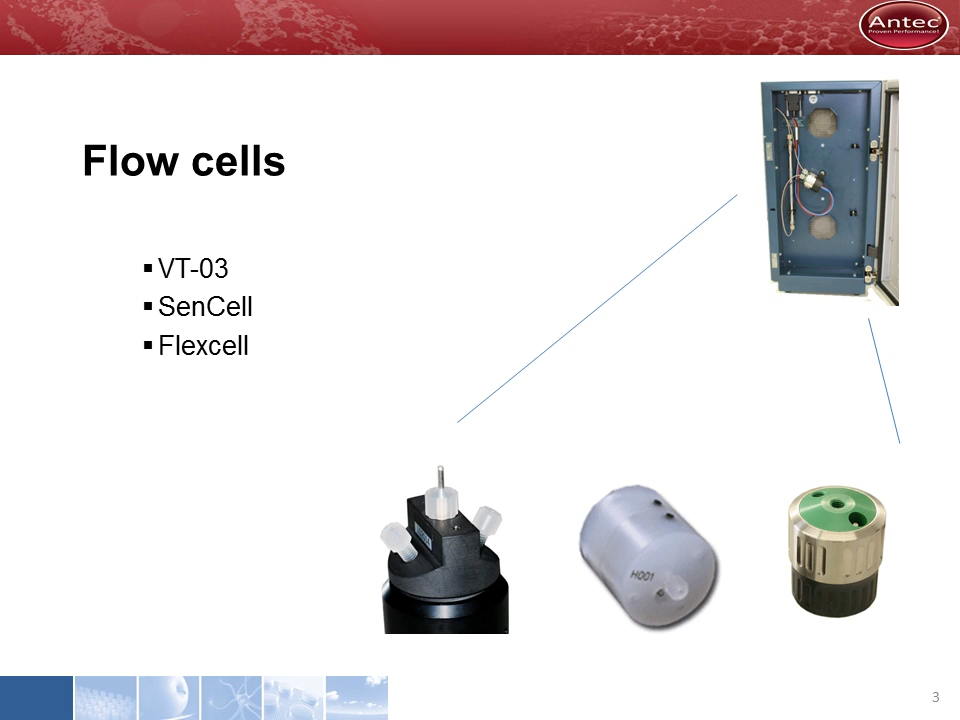 Antec
Proven Performance!
Flow cells
▪ VT-03
▪ SenCell
▪ Flexcell
H001
3